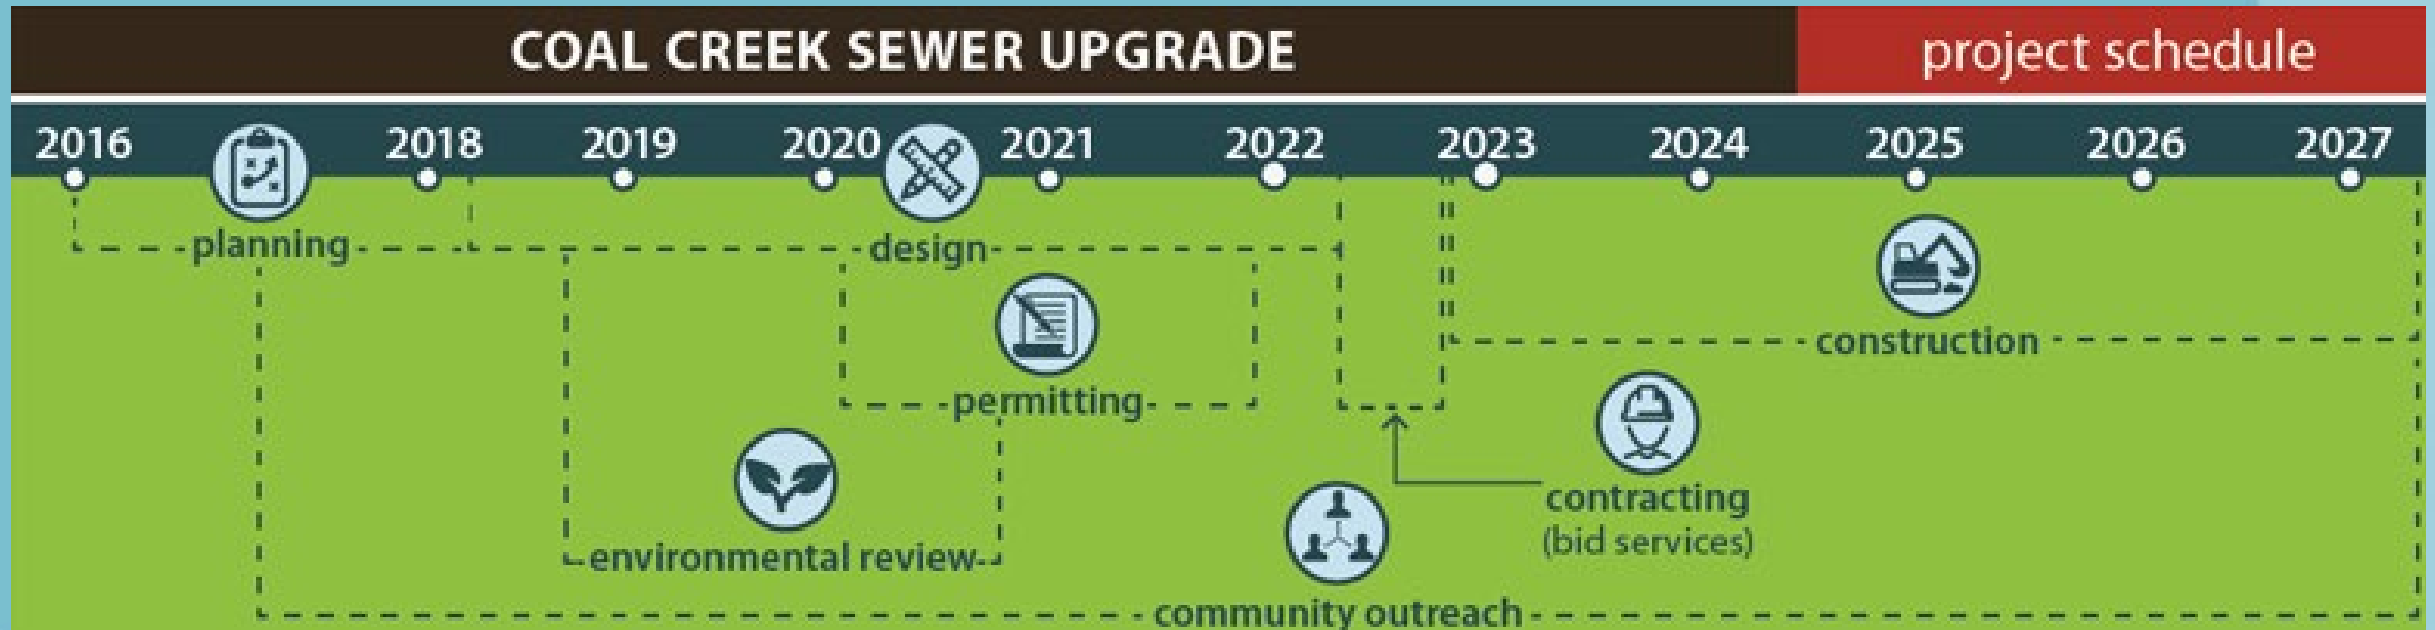 COAL CREEK SEWER UPGRADE
project schedule
2016 2018 2019 2020 2021 2022 2023 2024 2025 2026 2027
planning
design
construction
permitting
contracting
(bid services)
environmental review
community outreach